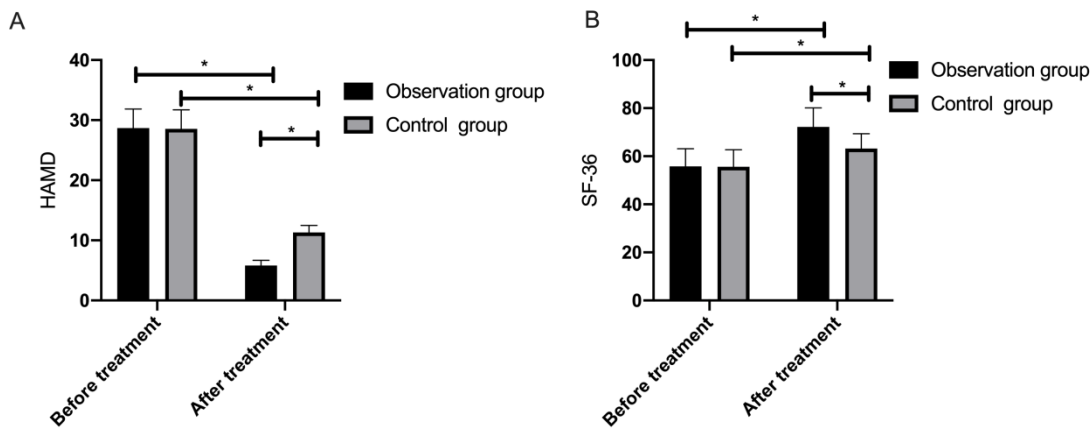 A
HAMD
40
30
20
10
0
*
*
*
Observation group
Control group
Before treatment
After treatment
B
SF-36
100
80
60
40
20
0
*
*
*
Observation group
Control group
Before treatment
After treatment